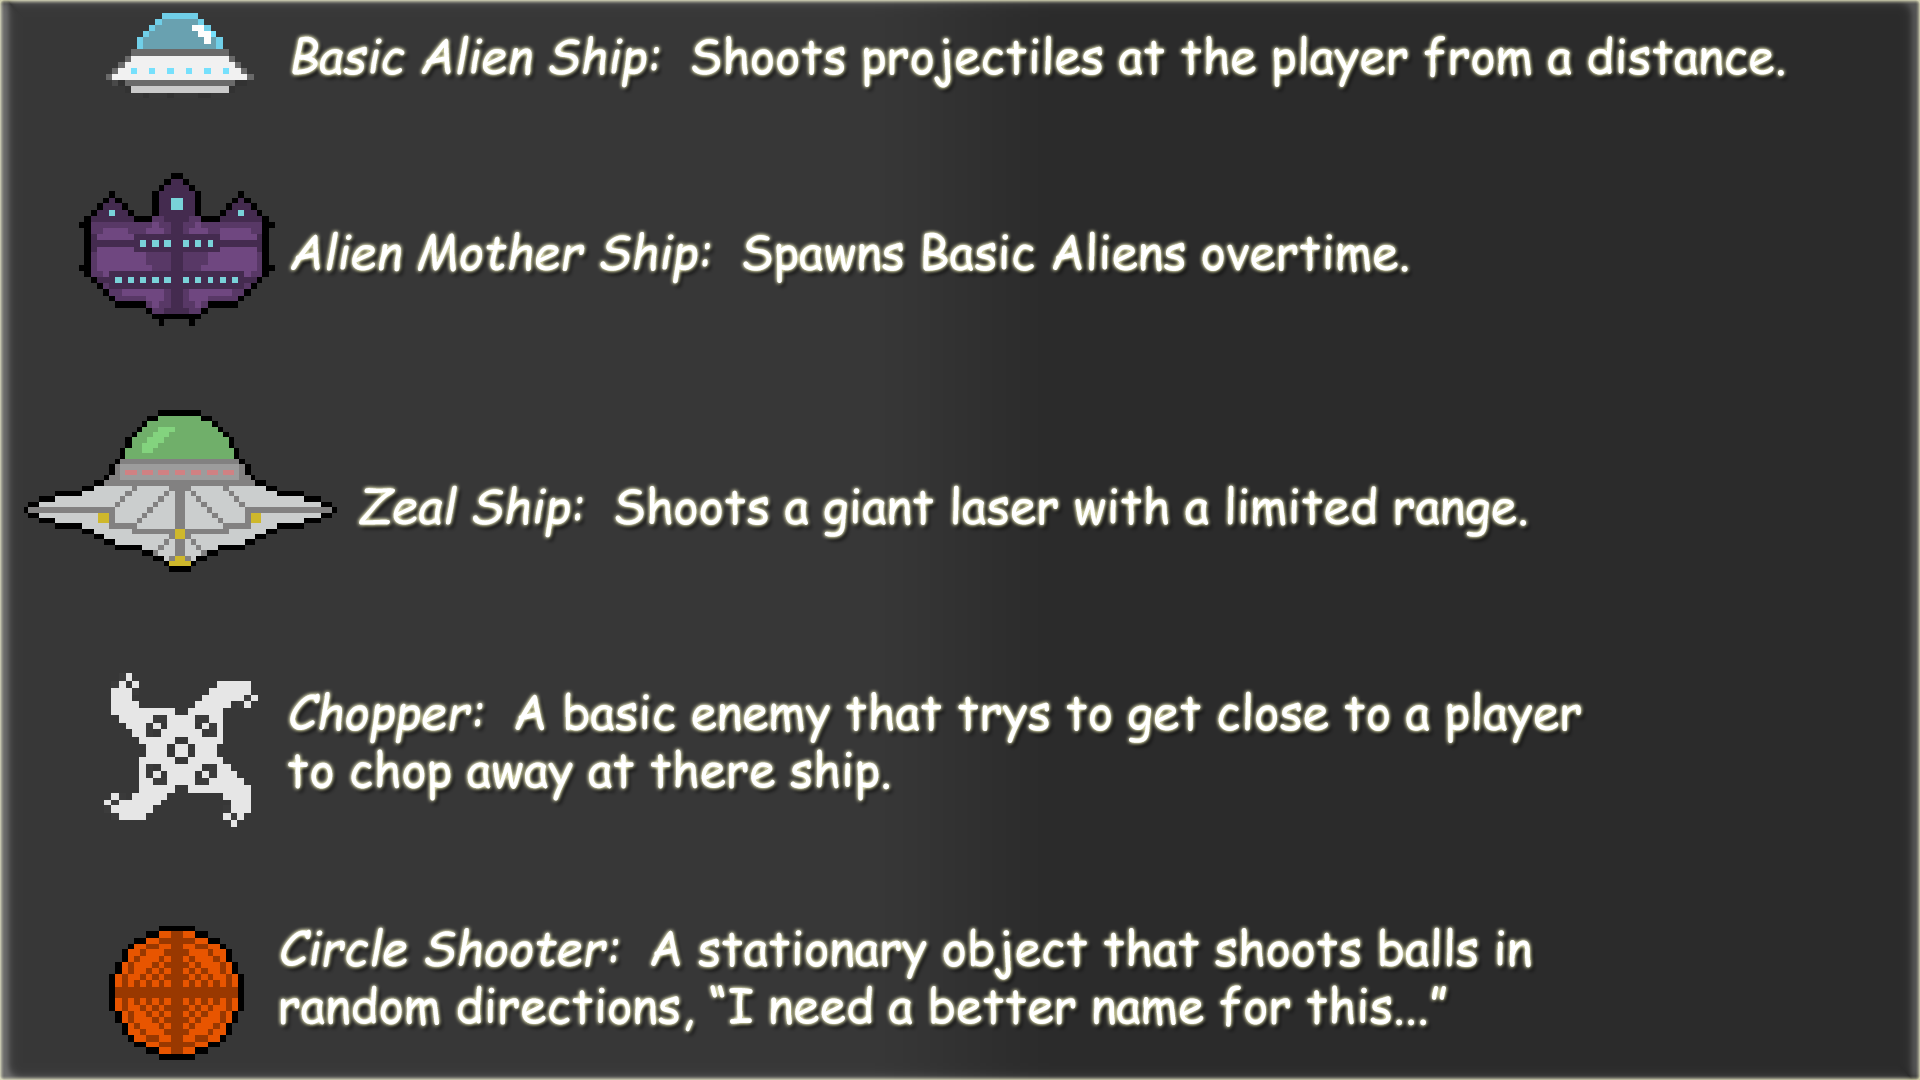 Basic Alien Ship: Shoots projectiles at the player from a distance.
Alien Mother Ship: Spawns Basic Aliens overtime.
Zeal Ship: Shoots a giant laser with a limited range.
Chopper: A basic enemy that trys to get close to a player
to chop away at there ship.
Circle Shooter: A stationary object that shoots balls in
random directions, “I need a better name for this...”